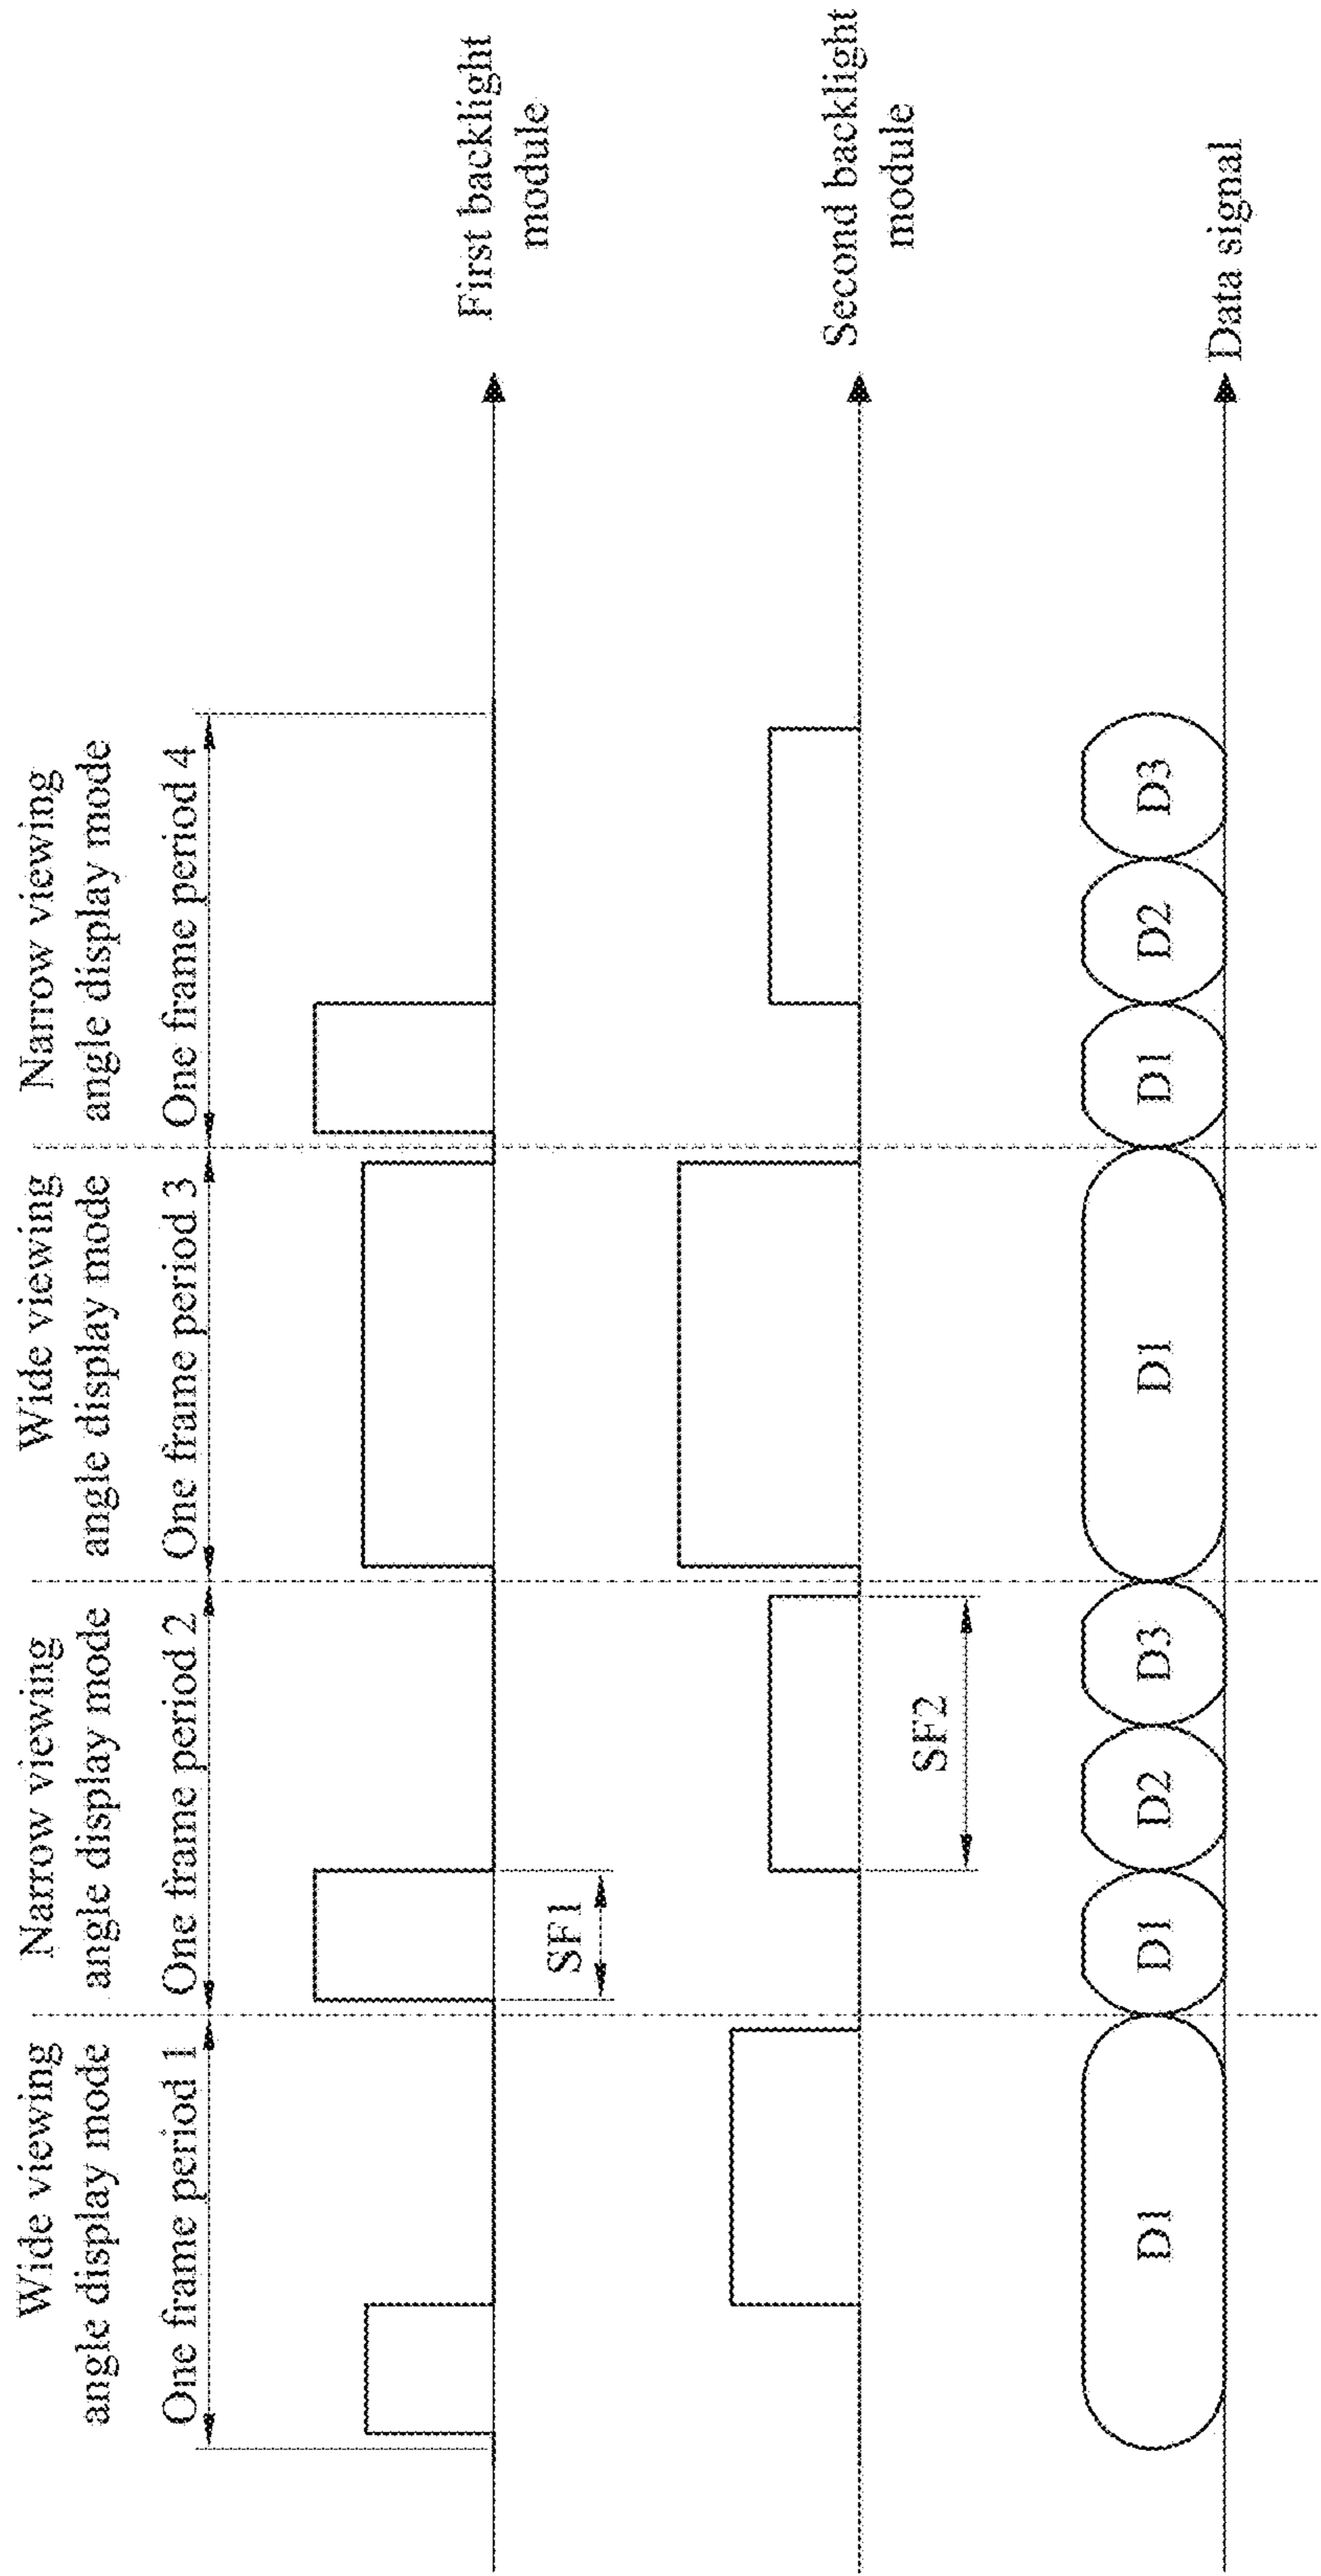 Wide viewing
angle display mode
One frame period 1
Narrow viewing
angle display mode
One frame period 2
Wide viewing
angle display mode
One frame period 3
Narrow viewing
angle display mode
One frame period 4
First backlight
module
SF1
Second backlight
module
SF2
D1
D1
D2
D3
D1
D1
D2
D3
Data signal